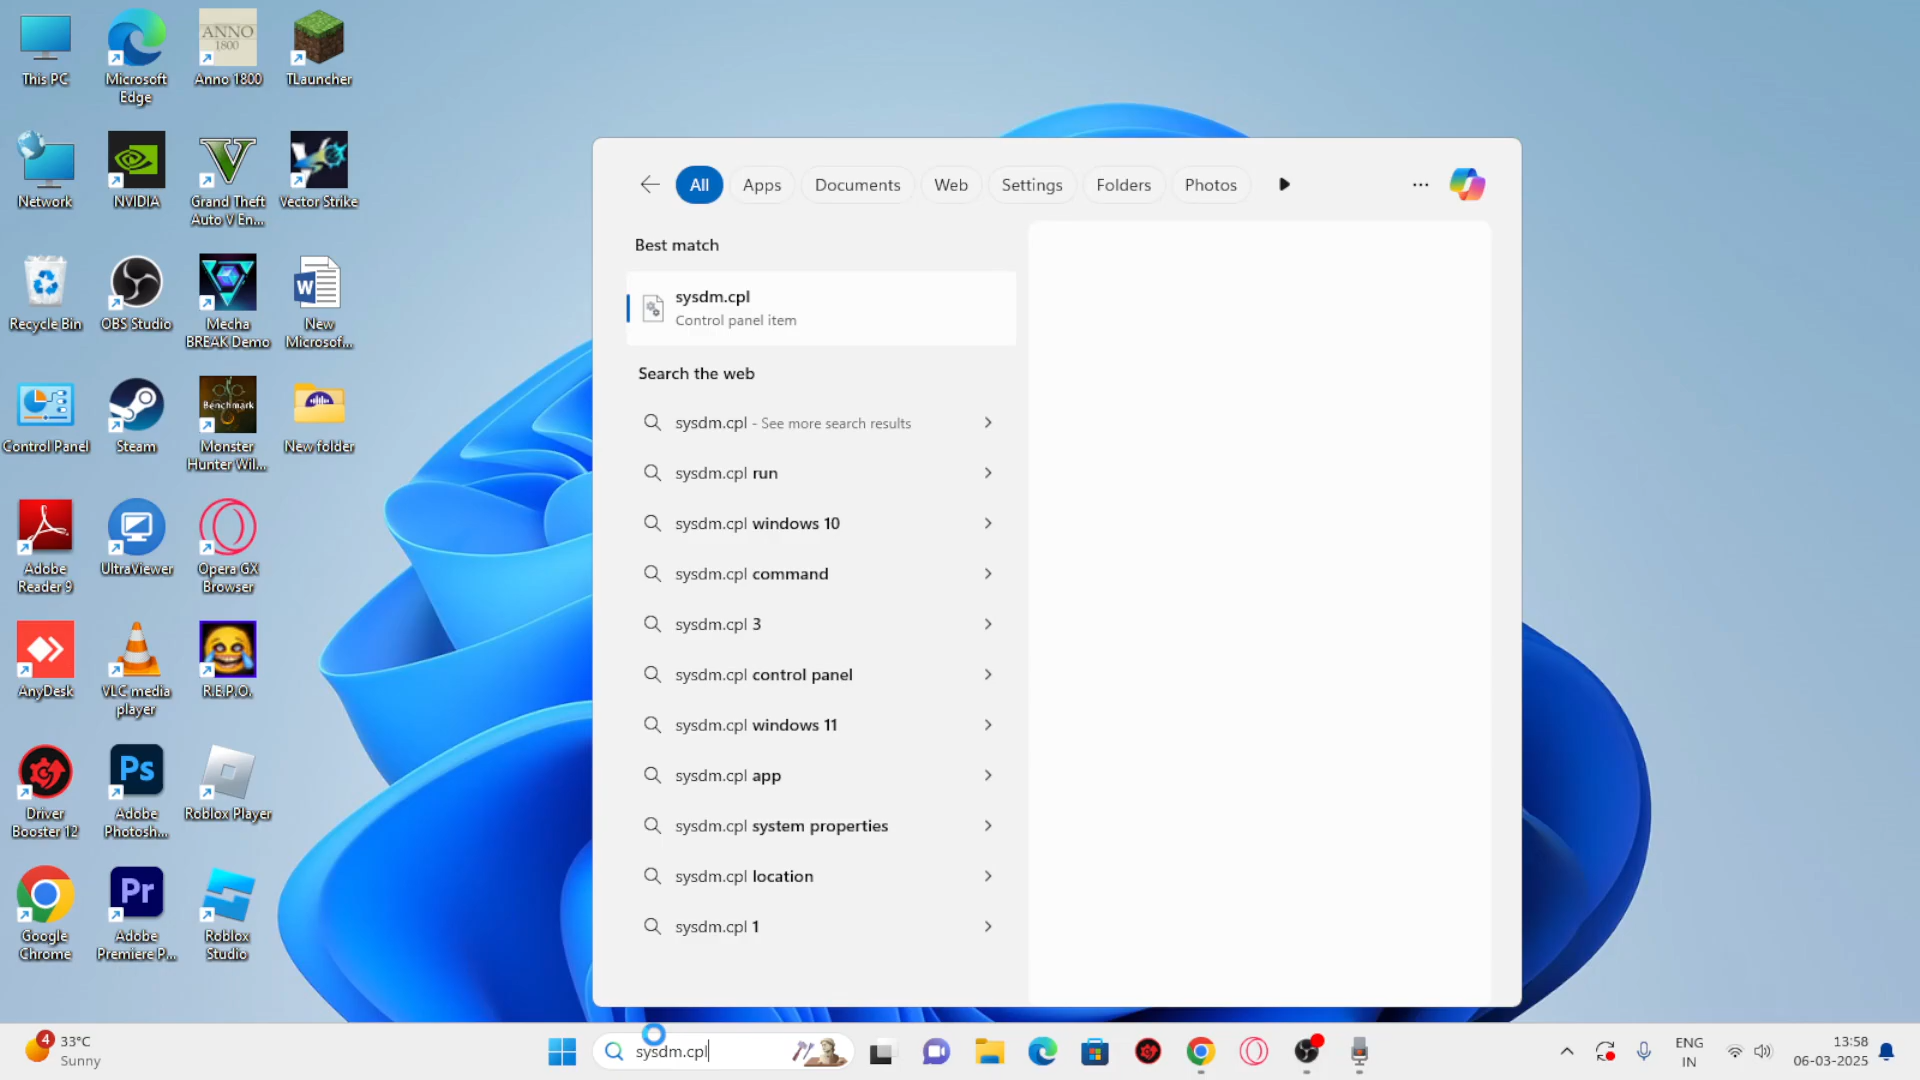 This PC
Microsoft
Edge
ANNO
1800
Anno 1800
TLauncher
Network
NVIDIA
V
Grand Theft
Auto V En...
Vector Strike
Recycle Bin
OBS Studio
Mecha
BREAK Demo
W
New
Microsof...
Control Panel
Steam
Benchmark
Monster
Hunter Wil...
New folder
Adobe
Reader 9
UltraViewer
Opera GX
Browser
AnyDesk
VLC media
player
R.E.P.O.
Driver
Booster 12
Ps
Adobe
Photosh...
Roblox Player
Google
Chrome
Pr
Adobe
Premiere P...
Roblox
Studio
All
Apps
Documents
Web
Settings
Folders
Photos
Best match
sysdm.cpl
Control panel item
Search the web
sysdm.cpl - See more search results
sysdm.cpl run
sysdm.cpl windows 10
sysdm.cpl command
sysdm.cpl 3
sysdm.cpl control panel
sysdm.cpl windows 11
sysdm.cpl app
sysdm.cpl system properties
sysdm.cpl location
sysdm.cpl 1
4
33°C
Sunny
sysdm.cpl
ENG
IN
13:58
06-03-2025